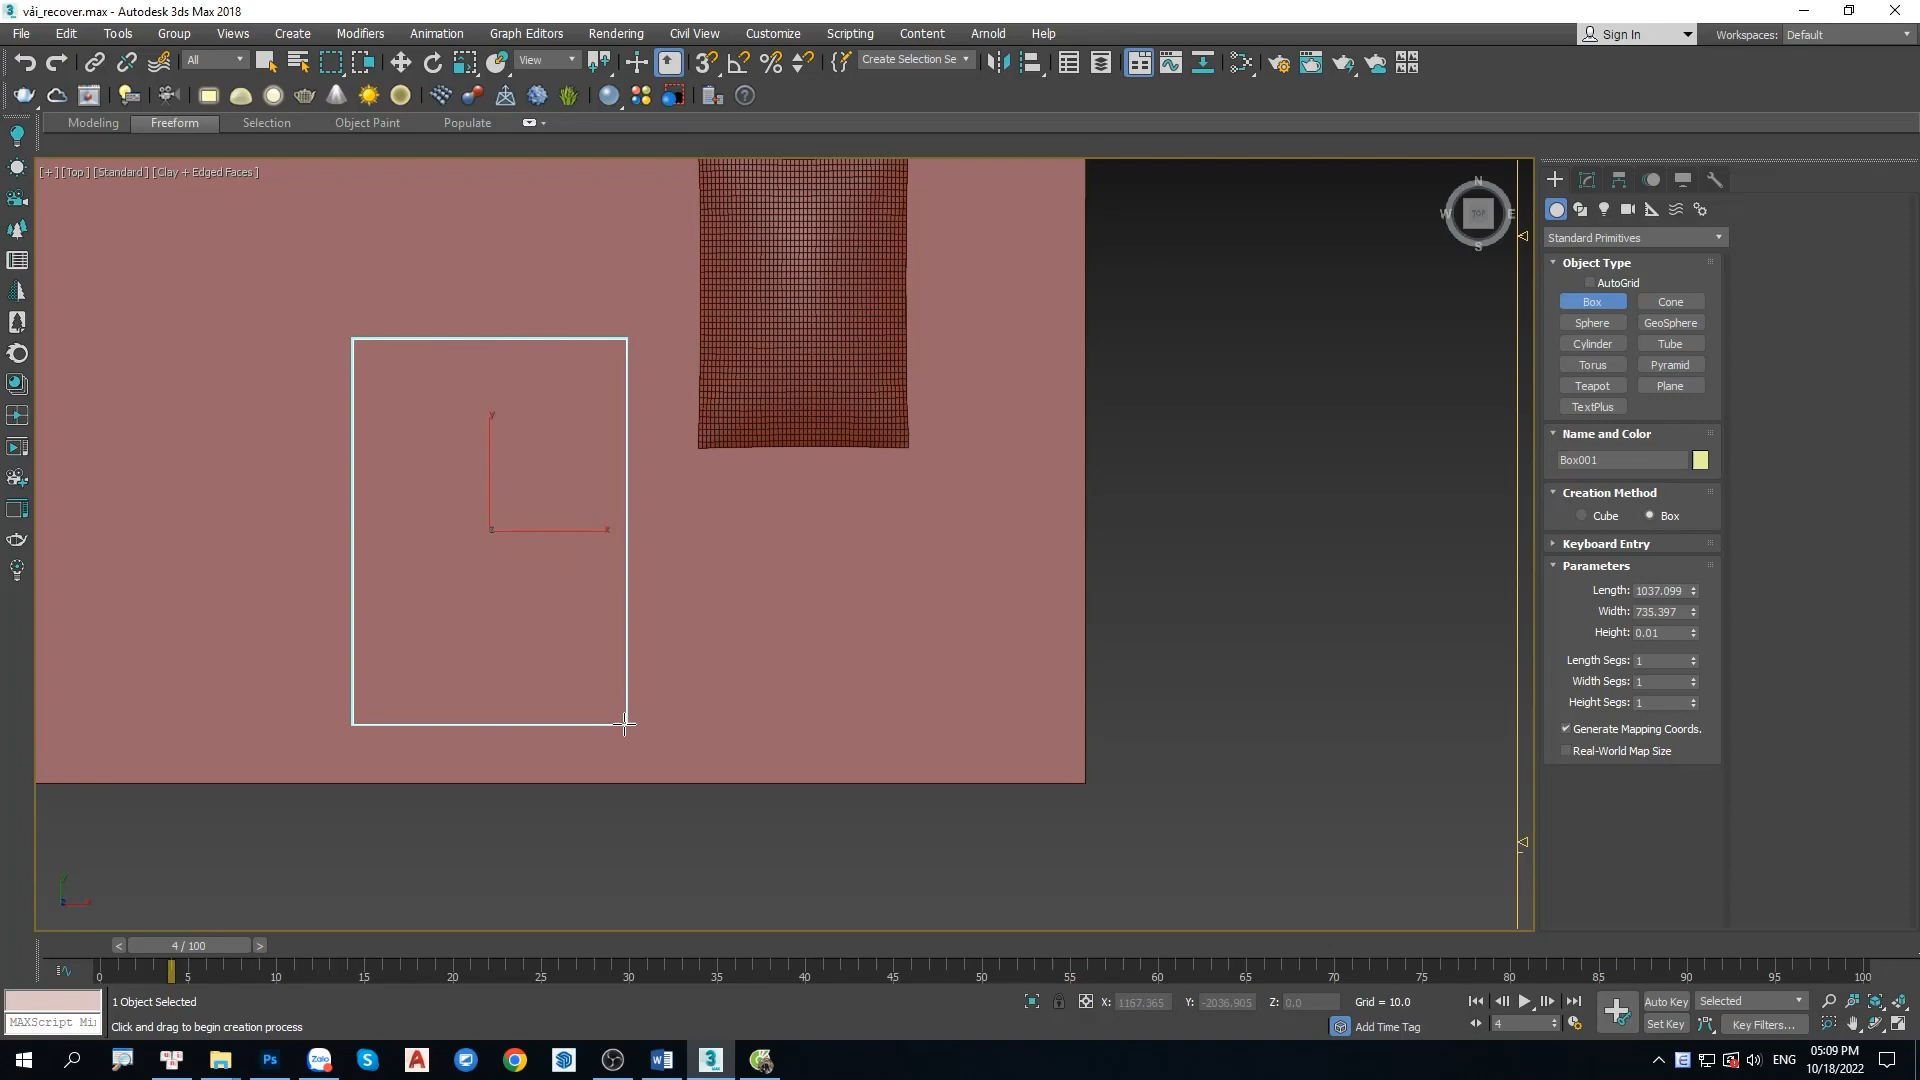 vải_recover.max - Autodesk 3ds Max 2018
File Edit Tools Group Views Create Modifiers Animation Graph Editors Rendering Civil View Customize Scripting Content Arnold Help
Sign In
Workspaces: Default
All
View
Create Selection Se
Modeling Freeform Selection Object Paint Populate
[+] [Top] [Standard] [Clay + Edged Faces]
N
W TOP E
S
Standard Primitives
Object Type
AutoGrid
Box Cone
Sphere GeoSphere
Cylinder Tube
Torus Pyramid
Teapot Plane
TextPlus
Name and Color
Box001
Creation Method
Cube Box
Keyboard Entry
Parameters
Length: 1037.099
Width: 735.397
Height: 0.01
Length Segs: 1
Width Segs: 1
Height Segs: 1
Generate Mapping Coords.
Real-World Map Size
y
z x
< 4 / 100 >
0 5 10 15 20 25 30 35 40 45 50 55 60 65 70 75 80 85 90 95 100
1 Object Selected
X: 1167.365 Y: -2036.905 Z: 0.0 Grid = 10.0
Auto Key Selected
MAXScript Mi
Click and drag to begin creation process
Add Time Tag
4
Set Key Key Filters...
ENG
05:09 PM
10/18/2022